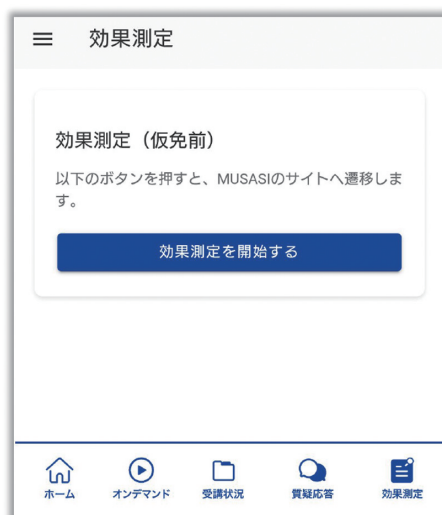 効果測定
効果測定（仮免前）
以下のボタンを押すと、MUSASIのサイトへ遷移しま
す。
効果測定を開始する
ホーム
オンデマンド
受講状況
質疑応答
効果測定